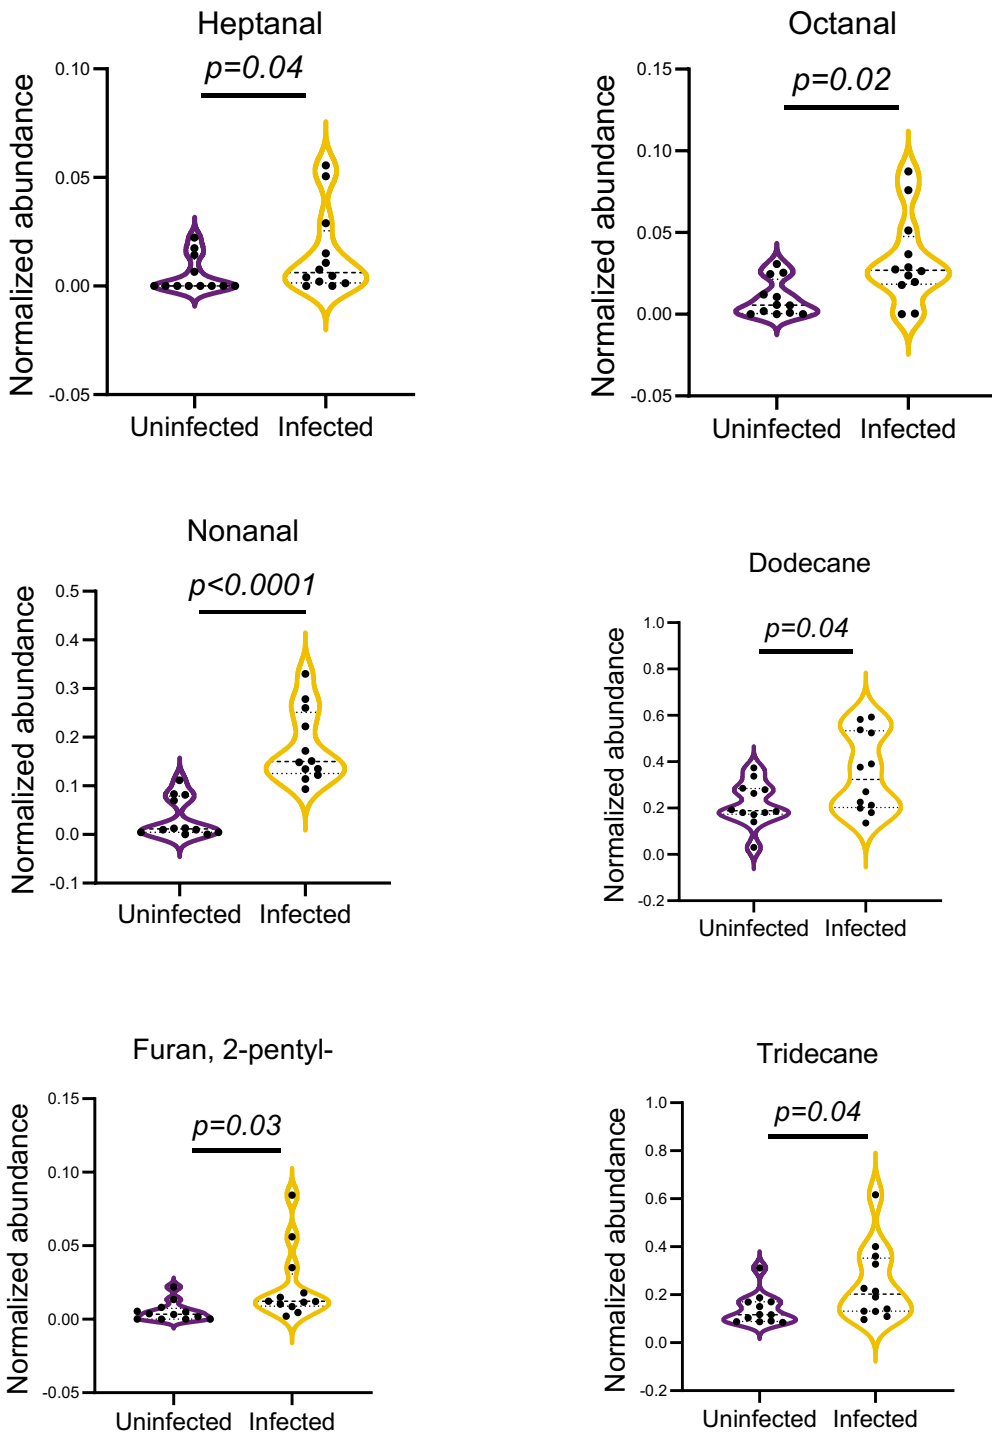 Heptanal
p=0.04
Normalized abundance
0.10
0.05
0.00
-0.05
Uninfected Infected
Octanal
p=0.02
Normalized abundance
0.15
0.10
0.05
0.00
-0.05
Uninfected Infected
Nonanal
p<0.0001
Normalized abundance
0.5
0.4
0.3
0.2
0.1
0.0
-0.1
Uninfected Infected
Dodecane
p=0.04
Normalized abundance
1.0
0.8
0.6
0.4
0.2
0.0
-0.2
Uninfected Infected
Furan, 2-pentyl-
p=0.03
Normalized abundance
0.15
0.10
0.05
0.00
-0.05
Uninfected Infected
Tridecane
p=0.04
Normalized abundance
1.0
0.8
0.6
0.4
0.2
0.0
-0.2
Uninfected Infected